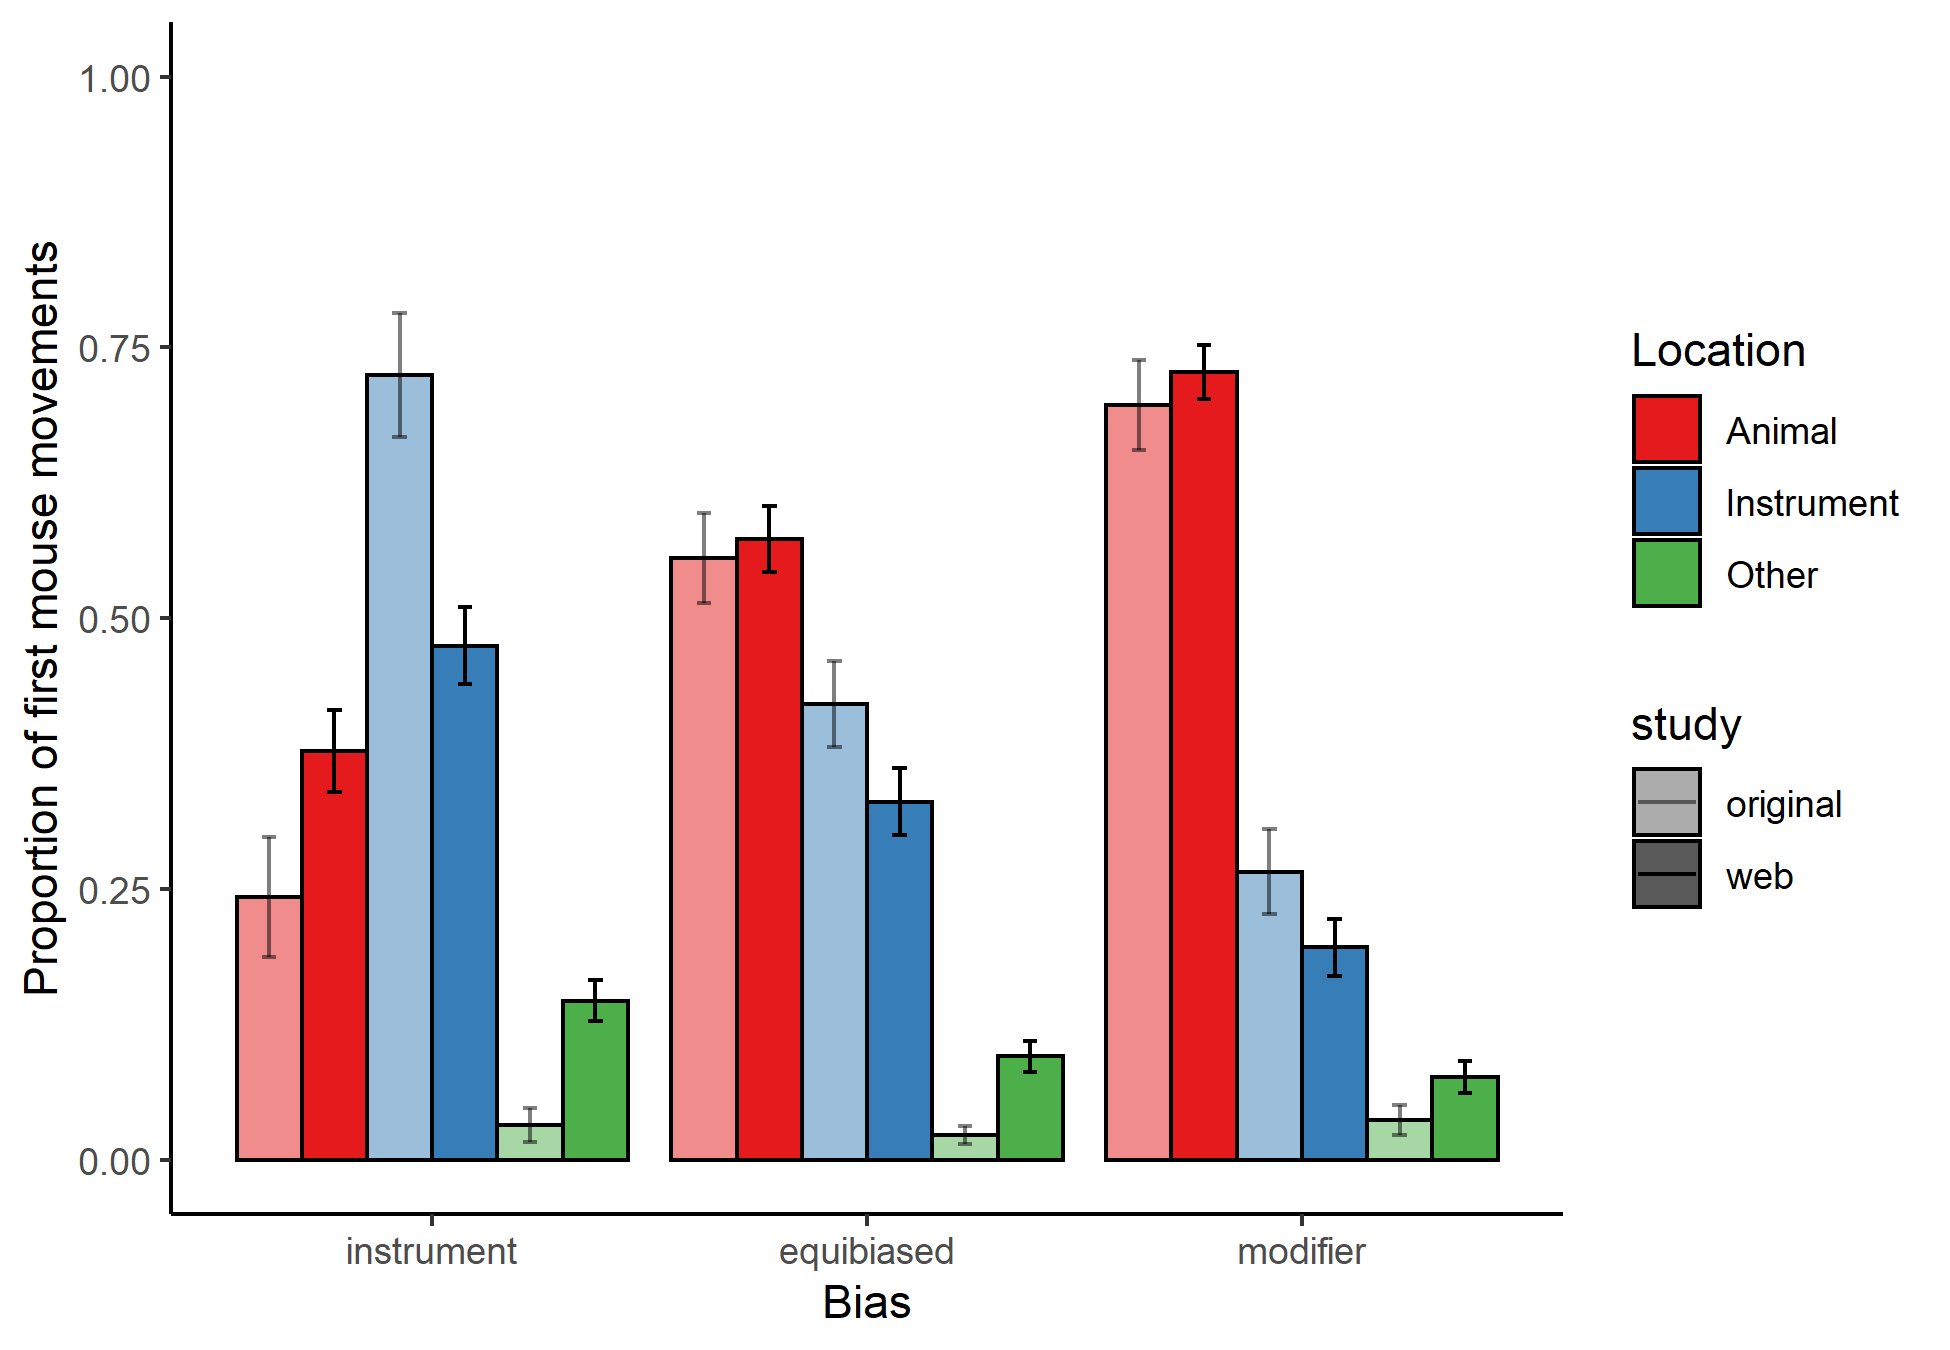 Proportion of first mouse movements
1.00
0.75
0.50
0.25
0.00
instrument
equibiased
modifier
Bias
Location
Animal
Instrument
Other
study
original
web